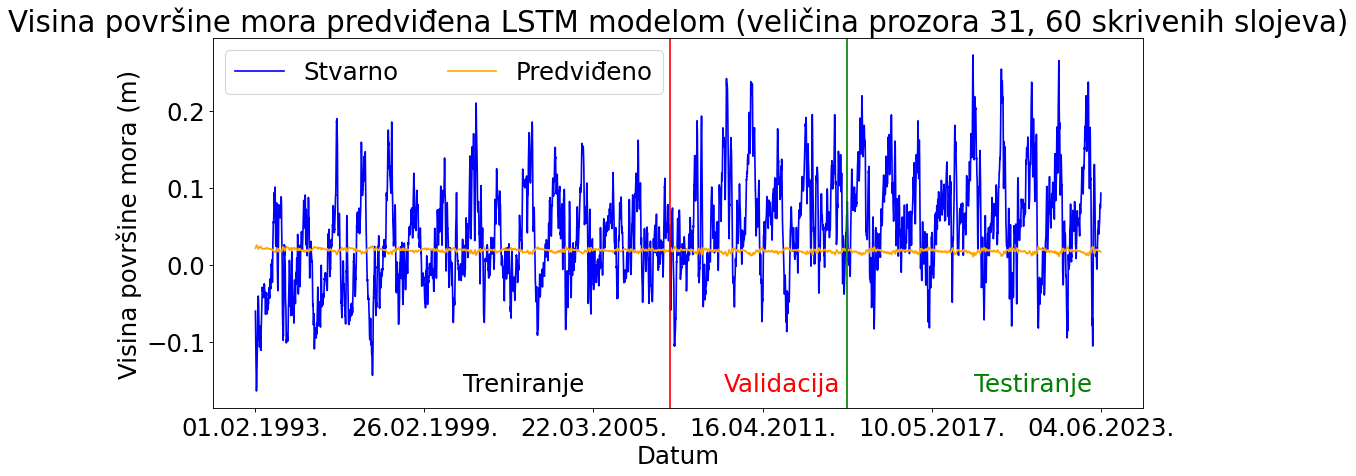 Visina površine mora predviđena LSTM modelom (veličina prozora 31, 60 skrivenih slojeva)
Stvarno
Predviđeno
Visina površine mora (m)
0.2
0.1
0.0
−0.1
Treniranje
Validacija
Testiranje
01.02.1993.
26.02.1999.
22.03.2005.
16.04.2011.
10.05.2017.
04.06.2023.
Datum